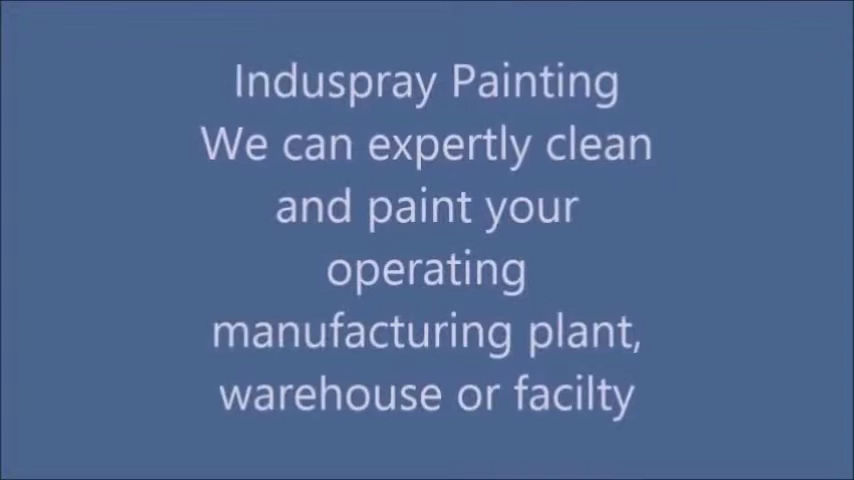 Induspray Painting
We can expertly clean
and paint your
operating
manufacturing plant,
warehouse or facilty